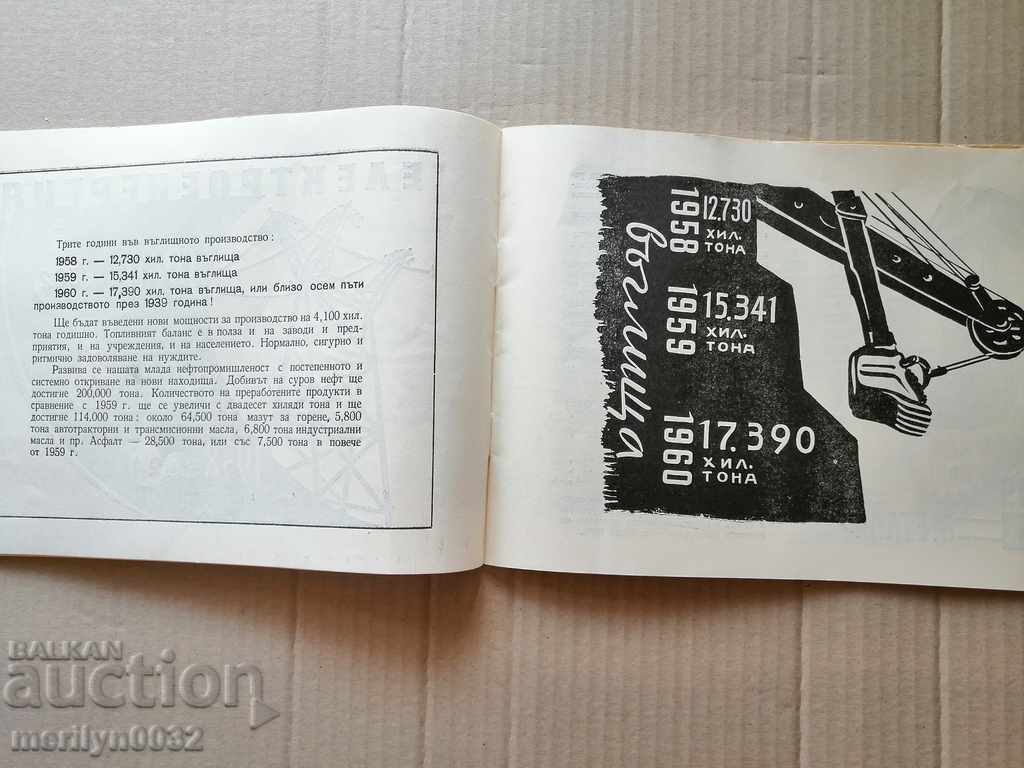 ЕЛЕКТРОЕНЕРГИЯ
Трите години във въглищното производство :
1958 г. — 12,730 хил. тона въглища
1959 г. — 15,341 хил. тона въглища
1960 г. — 17,390 хил. тона въглища, или близо осем пъти
производството през 1939 година !
Ще бъдат въведени нови мощности за производство на 4,100 хил.
тона годишно. Топливният баланс е в полза и на заводи и пред-
приятия, и на учреждения, и на населението. Нормално, сигурно и
ритмично задоволяване на нуждите.
Развива се нашата млада нефтопромишленост с постепенното и
системно откриване на нови находища. Добивът на суров нефт ще
достигне 200,000 тона. Количеството на преработените продукти в
сравнение с 1959 г. ще се увеличи с двадесет хиляди тона и ще
достигне 114,000 тона : около 64,500 тона мазут за горене, 5,800
тона автотракторни и трансмисионни масла, 6,800 тона индустриални
масла и пр. Асфалт — 28,500 тона, или със 7,500 тона в повече
от 1959 г.
въглища
1958
12.730
ХИЛ.
ТОНА
1959
15.341
ХИЛ.
ТОНА
1960
17.390
ХИЛ.
ТОНА
BALKAN
auction
merilyn0032